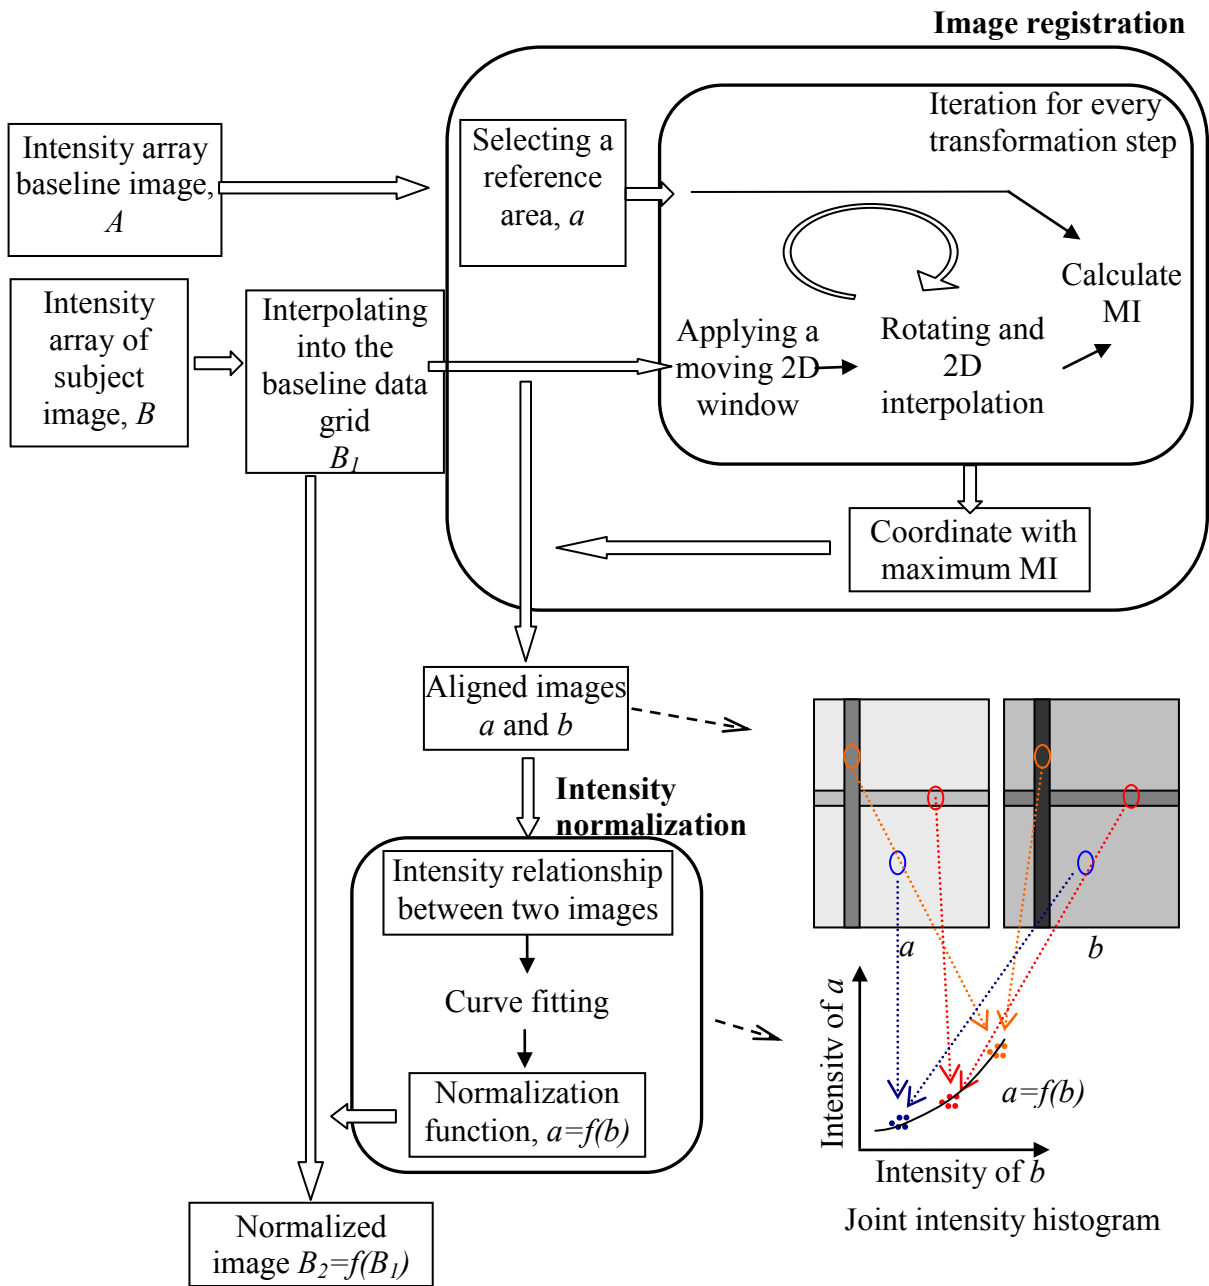 Image registration
Iteration for every
transformation step
Intensity array
baseline image,
A
Selecting a
reference
area, a
Calculate
MI
Intensity
array of
subject
image, B
Interpolating
into the
baseline data
grid
B1
Applying a
moving 2D
window
Rotating and
2D
interpolation
Coordinate with
maximum MI
Aligned images
a and b
Intensity
normalization
Intensity relationship
between two images
Curve fitting
Normalization
function, a=f(b)
Normalized
image B2=f(B1)
a
b
Intensity of a
a=f(b)
Intensity of b
Joint intensity histogram